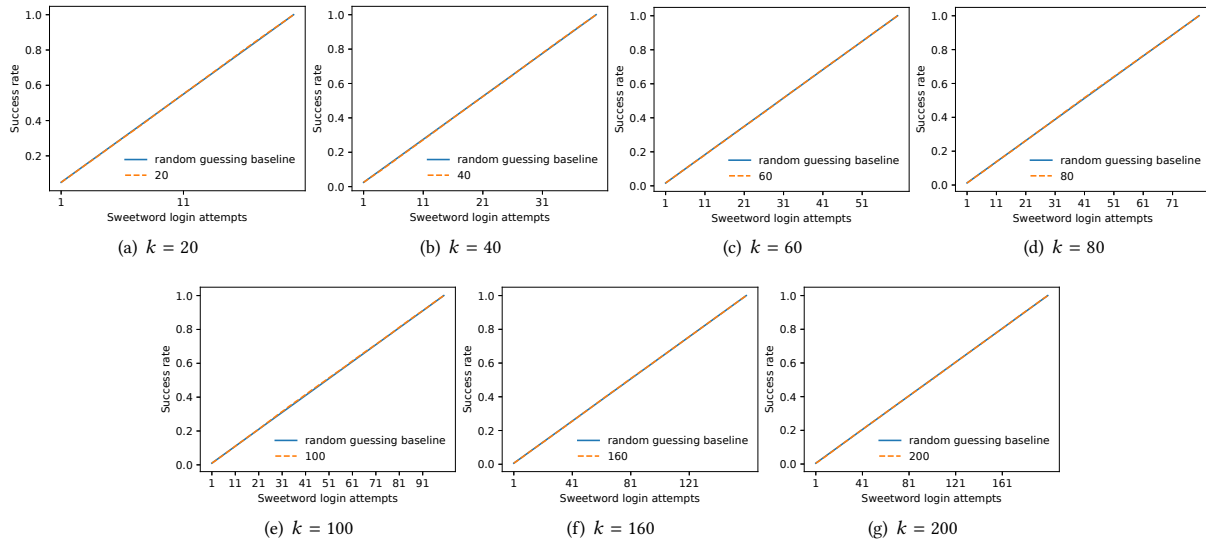 1.0
0.8
0.6
0.4
0.2
Success rate
random guessing baseline
20
1 11
Sweetword login attempts
(a) k = 20
1.0
0.8
0.6
0.4
0.2
0.0
Success rate
random guessing baseline
40
1 11 21 31
Sweetword login attempts
(b) k = 40
1.0
0.8
0.6
0.4
0.2
0.0
Success rate
random guessing baseline
60
1 11 21 31 41 51
Sweetword login attempts
(c) k = 60
1.0
0.8
0.6
0.4
0.2
0.0
Success rate
random guessing baseline
80
1 11 21 31 41 51 61 71
Sweetword login attempts
(d) k = 80
1.0
0.8
0.6
0.4
0.2
0.0
Success rate
random guessing baseline
100
1 11 21 31 41 51 61 71 81 91
Sweetword login attempts
(e) k = 100
1.0
0.8
0.6
0.4
0.2
0.0
Success rate
random guessing baseline
160
1 41 81 121
Sweetword login attempts
(f) k = 160
1.0
0.8
0.6
0.4
0.2
0.0
Success rate
random guessing baseline
200
1 41 81 121 161
Sweetword login attempts
(g) k = 200